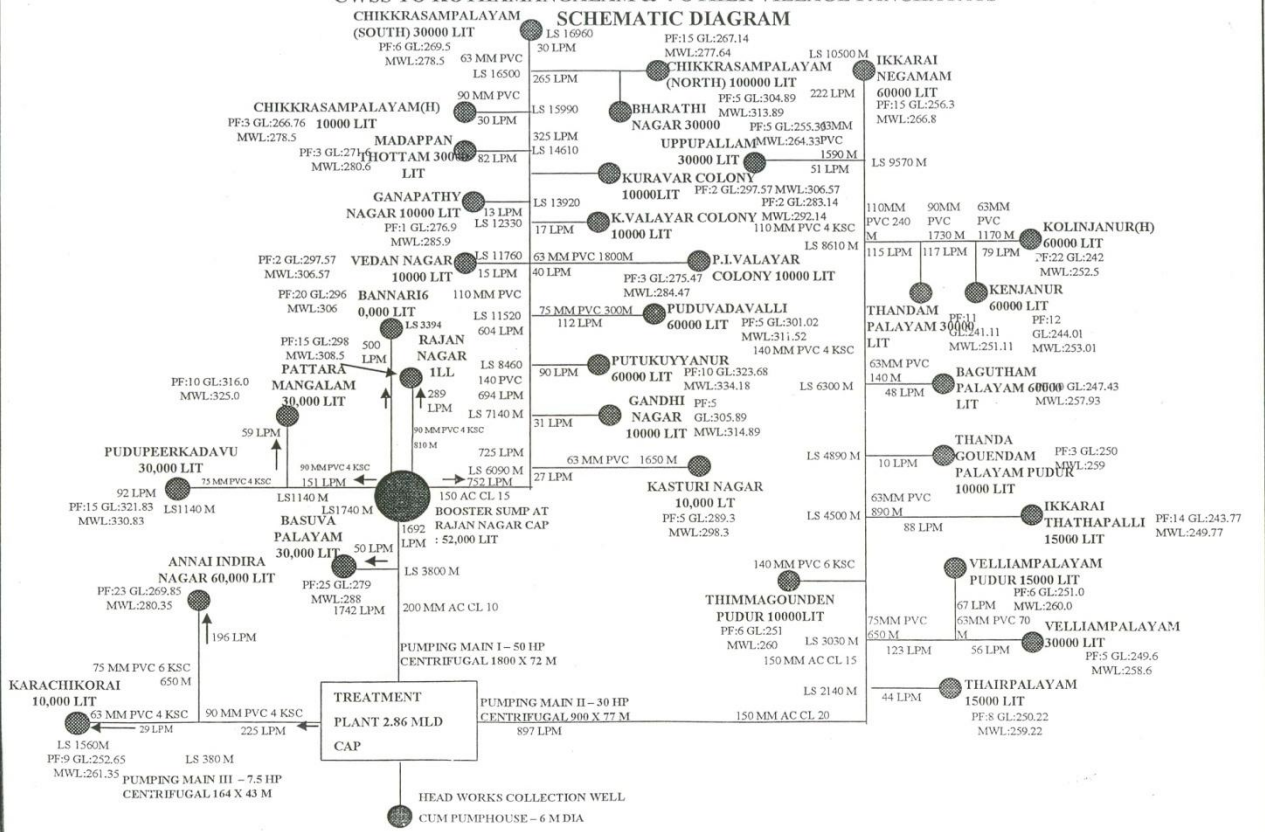 SCHEMATIC DIAGRAM
CHIKKRASAMPALAYAM
(SOUTH) 30000 LIT
PF:6 GL:269.5
MWL:278.5
LS 16960
30 LPM
63 MM PVC
LS 16500
265 LPM
PF:15 GL:267.14
MWL:277.64
CHIKKRASAMPALAYAM
(NORTH) 100000 LIT
PF:5 GL:304.89
MWL:313.89
BHARATHI
NAGAR 30000
90 MM PVC
CHIKKRASAMPALAYAM(H)
10000 LIT
PF:3 GL:266.76
MWL:278.5
30 LPM
LS 15990
325 LPM
LS 14610
MADAPPAN
THOTTAM 30000
LIT
PF:3 GL:271.6
MWL:280.6
82 LPM
KURAVAR COLONY
10000LIT
PF:2 GL:297.57 MWL:306.57
GANAPATHY
NAGAR 10000 LIT
PF:1 GL:276.9
MWL:285.9
13 LPM
LS 13920
LS 12330
17 LPM
K.VALAYAR COLONY
10000 LIT
PF:2 GL:283.14
MWL:292.14
PF:2 GL:297.57
MWL:306.57
VEDAN NAGAR
10000 LIT
LS 11760
15 LPM
63 MM PVC 1800M
40 LPM
P.I.VALAYAR
COLONY 10000 LIT
PF:3 GL:275.47
MWL:284.47
110 MM PVC
LS 11520
604 LPM
75 MM PVC 300M
112 LPM
PUDUVADAVALLI
60000 LIT
PF:5 GL:301.02
MWL:311.52
LS 8460
140 PVC
694 LPM
90 LPM
PUTUKUYYANUR
60000 LIT
PF:10 GL:323.68
MWL:334.18
LS 7140 M
31 LPM
GANDHI
NAGAR
10000 LIT
PF:5
GL:305.89
MWL:314.89
725 LPM
LS 6090 M
752 LPM
63 MM PVC 1650 M
27 LPM
KASTURI NAGAR
10,000 LT
PF:5 GL:289.3
MWL:298.3
150 AC CL 15
BOOSTER SUMP AT
RAJAN NAGAR CAP
: 52,000 LIT
PF:20 GL:296
MWL:306
BANNARI6
0,000 LIT
LS 3394
500
LPM
PF:15 GL:298
MWL:308.5
RAJAN
NAGAR
1LL
289
LPM
90 MM PVC 4 KSC
810 M
PATTARA
MANGALAM
30,000 LIT
PF:10 GL:316.0
MWL:325.0
59 LPM
PUDUPEERKADAVU
30,000 LIT
92 LPM
PF:15 GL:321.83
MWL:330.83
75 MM PVC 4 KSC
LS1140 M
90 MM PVC 4 KSC
151 LPM
LS1140 M
LS1740 M
1692
LPM
BASUVA
PALAYAM
30,000 LIT
50 LPM
LS 3800 M
PF:25 GL:279
MWL:288
1742 LPM
200 MM AC CL 10
PUMPING MAIN I – 50 HP
CENTRIFUGAL 1800 X 72 M
ANNAI INDIRA
NAGAR 60,000 LIT
PF:23 GL:269.85
MWL:280.35
196 LPM
75 MM PVC 6 KSC
650 M
KARACHIKORAI
10,000 LIT
63 MM PVC 4 KSC
29 LPM
90 MM PVC 4 KSC
225 LPM
LS 1560M
PF:9 GL:252.65
MWL:261.35
LS 380 M
PUMPING MAIN III – 7.5 HP
CENTRIFUGAL 164 X 43 M
TREATMENT
PLANT 2.86 MLD
CAP
PUMPING MAIN II – 30 HP
CENTRIFUGAL 900 X 77 M
897 LPM
150 MM AC CL 20
HEAD WORKS COLLECTION WELL
CUM PUMPHOUSE – 6 M DIA
LS 10500 M
222 LPM
IKKARAI
NEGAMAM
60000 LIT
PF:15 GL:256.3
MWL:266.8
PF:5 GL:255.33
MWL:264.33
63MM
PVC
UPPUPALLAM
30000 LIT
1590 M
51 LPM
LS 9570 M
110 MM PVC 4 KSC
LS 8610 M
110MM
PVC 240
M
90MM
PVC
1730 M
63MM
PVC
1170 M
115 LPM
117 LPM
79 LPM
KOLINJANUR(H)
60000 LIT
PF:22 GL:242
MWL:252.5
THANDAM
PALAYAM 30000
LIT
PF:11
GL:241.11
MWL:251.11
KENJANUR
60000 LIT
PF:12
GL:244.01
MWL:253.01
140 MM PVC 4 KSC
LS 6300 M
63MM PVC
140 M
48 LPM
BAGUTHAM
PALAYAM 60000
LIT
GL:247.43
MWL:257.93
LS 4890 M
10 LPM
THANDA
GOUENDAM
PALAYAM PUDUR
10000 LIT
PF:3 GL:250
MWL:259
LS 4500 M
63MM PVC
890 M
88 LPM
IKKARAI
THATHAPALLI
15000 LIT
PF:14 GL:243.77
MWL:249.77
140 MM PVC 6 KSC
THIMMAGOUNDEN
PUDUR 10000LIT
PF:6 GL:251
MWL:260
LS 3030 M
150 MM AC CL 15
VELLIAMPALAYAM
PUDUR 15000 LIT
PF:6 GL:251.0
MWL:260.0
67 LPM
75MM PVC
650 M
123 LPM
63MM PVC 70
M
56 LPM
VELLIAMPALAYAM
30000 LIT
PF:5 GL:249.6
MWL:258.6
LS 2140 M
44 LPM
THAIRPALAYAM
15000 LIT
PF:8 GL:250.22
MWL:259.22